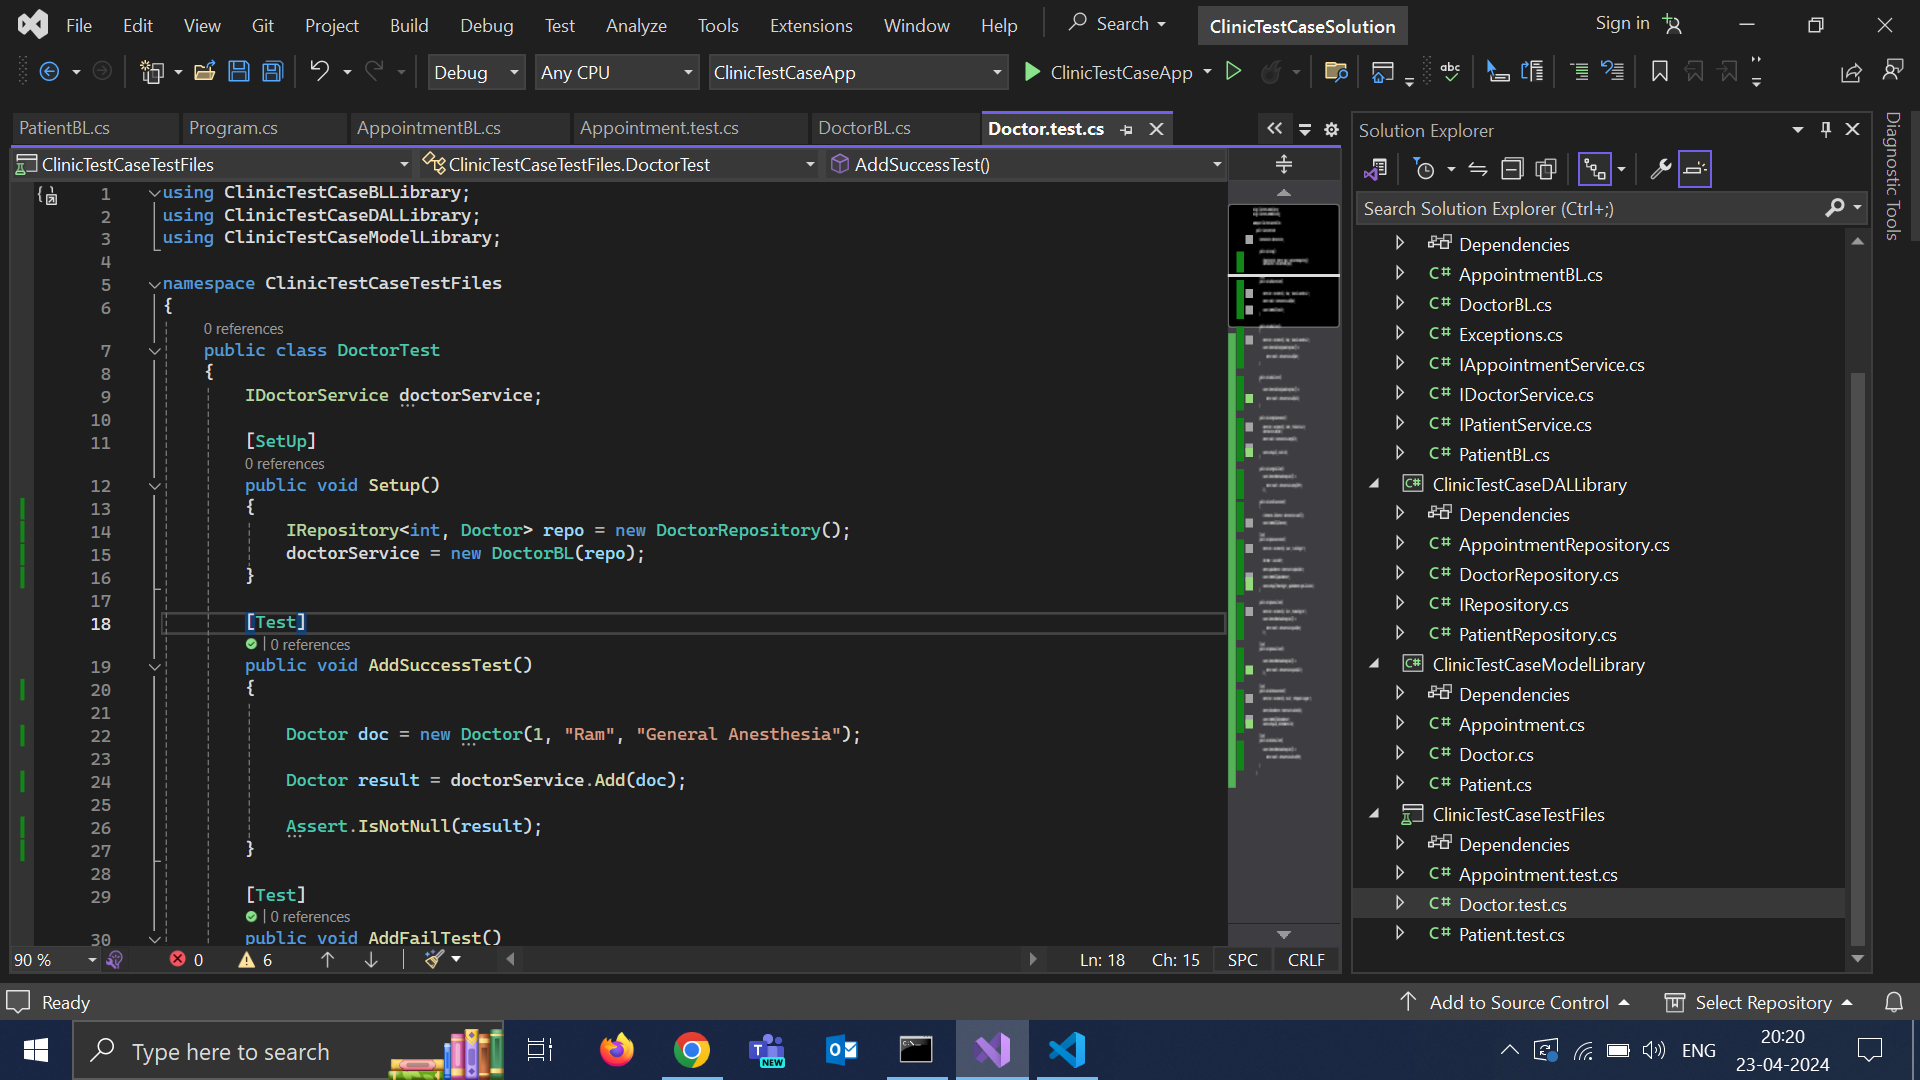 File Edit View Git Project Build Debug Test Analyze Tools Extensions Window Help Search ClinicTestCaseSolution Sign in
Debug Any CPU ClinicTestCaseApp ClinicTestCaseApp abc
PatientBL.cs Program.cs AppointmentBL.cs Appointment.test.cs DoctorBL.cs Doctor.test.cs
ClinicTestCaseTestFiles ClinicTestCaseTestFiles.DoctorTest AddSuccessTest()
1 using ClinicTestCaseBLLibrary;
2 using ClinicTestCaseDALLibrary;
3 using ClinicTestCaseModelLibrary;
4
5 namespace ClinicTestCaseTestFiles
6 {
0 references
7 public class DoctorTest
8 {
9 IDoctorService doctorService;
10
11 [SetUp]
0 references
12 public void Setup()
13 {
14 IRepository<int, Doctor> repo = new DoctorRepository();
15 doctorService = new DoctorBL(repo);
16 }
17
18 [Test]
0 references
19 public void AddSuccessTest()
20 {
21
22 Doctor doc = new Doctor(1, "Ram", "General Anesthesia");
23
24 Doctor result = doctorService.Add(doc);
25
26 Assert.IsNotNull(result);
27 }
28
29 [Test]
0 references
30 public void AddFailTest()
90 % 0 6 Ln: 18 Ch: 15 SPC CRLF
Solution Explorer
Search Solution Explorer (Ctrl+;)
Dependencies
C# AppointmentBL.cs
C# DoctorBL.cs
C# Exceptions.cs
C# IAppointmentService.cs
C# IDoctorService.cs
C# IPatientService.cs
C# PatientBL.cs
C# ClinicTestCaseDALLibrary
Dependencies
C# AppointmentRepository.cs
C# DoctorRepository.cs
C# IRepository.cs
C# PatientRepository.cs
C# ClinicTestCaseModelLibrary
Dependencies
C# Appointment.cs
C# Doctor.cs
C# Patient.cs
ClinicTestCaseTestFiles
Dependencies
C# Appointment.test.cs
C# Doctor.test.cs
C# Patient.test.cs
Diagnostic Tools
Ready Add to Source Control Select Repository
Type here to search NEW ENG 20:20
23-04-2024